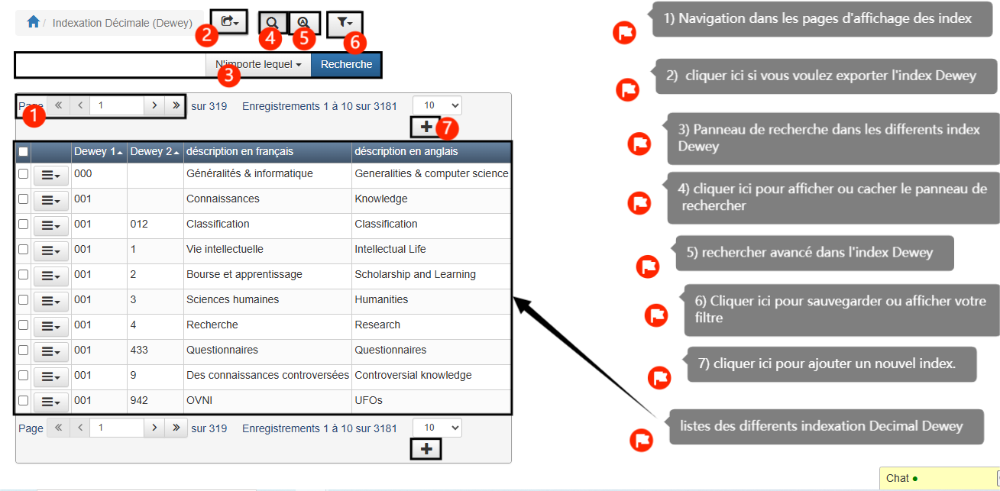 / Indexation Décimale (Dewey)
2
4
5
6
N'importe lequel
Recherche
3
Page
1
sur 319
Enregistrements 1 à 10 sur 3181
10
1
7
Dewey 1 Dewey 2 déscription en français déscription en anglais
000 Généralités & informatique Generalities & computer science
001 Connaissances Knowledge
001 012 Classification Classification
001 1 Vie intellectuelle Intellectual Life
001 2 Bourse et apprentissage Scholarship and Learning
001 3 Sciences humaines Humanities
001 4 Recherche Research
001 433 Questionnaires Questionnaires
001 9 Des connaissances controversées Controversial knowledge
001 942 OVNI UFOs
Page 1 sur 319 Enregistrements 1 à 10 sur 3181 10
1) Navigation dans les pages d'affichage des index
2) cliquer ici si vous voulez exporter l'index Dewey
3) Panneau de recherche dans les differents index
Dewey
4) cliquer ici pour afficher ou cacher le panneau de
rechercher
5) rechercher avancé dans l'index Dewey
6) Cliquer ici pour sauvegarder ou afficher votre
filtre
7) cliquer ici pour ajouter un nouvel index.
listes des differents indexation Decimal Dewey
Chat